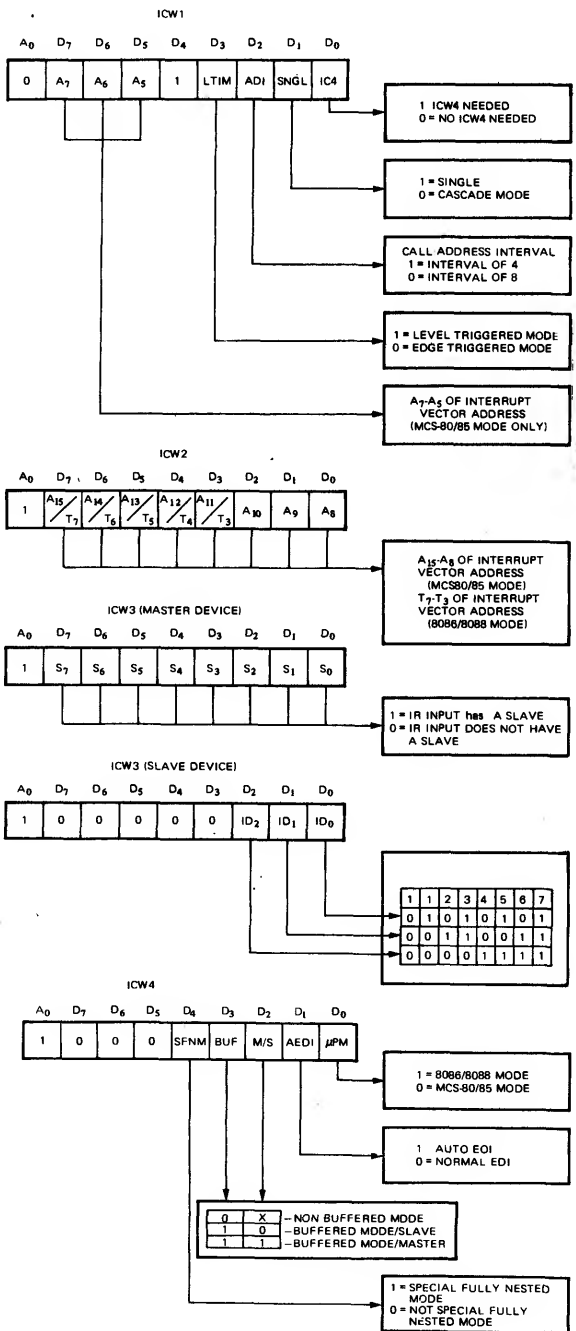 ICW1
A0 D7 D6 D5 D4 D3 D2 D1 D0
0 A7 A6 A5 1 LTIM ADI SNGL IC4
1 ICW4 NEEDED
0 = NO ICW4 NEEDED
1 = SINGLE
0 = CASCADE MODE
CALL ADDRESS INTERVAL
1 = INTERVAL OF 4
0 = INTERVAL OF 8
1 = LEVEL TRIGGERED MODE
0 = EDGE TRIGGERED MODE
A7-A5 OF INTERRUPT
VECTOR ADDRESS
(MCS-80/85 MODE ONLY)
ICW2
A0 D7 D6 D5 D4 D3 D2 D1 D0
1 A15/T7 A14/T6 A13/T5 A12/T4 A11/T3 A10 A9 A8
A15-A8 OF INTERRUPT
VECTOR ADDRESS
(MCS80/85 MODE)
T7-T3 OF INTERRUPT
VECTOR ADDRESS
(8086/8088 MODE)
ICW3 (MASTER DEVICE)
A0 D7 D6 D5 D4 D3 D2 D1 D0
1 S7 S6 S5 S4 S3 S2 S1 S0
1 = IR INPUT has A SLAVE
0 = IR INPUT DOES NOT HAVE
A SLAVE
ICW3 (SLAVE DEVICE)
A0 D7 D6 D5 D4 D3 D2 D1 D0
1 0 0 0 0 0 ID2 ID1 ID0
1 1 2 3 4 5 6 7
0 1 0 1 0 1 0 1
0 0 1 1 0 0 1 1
0 0 0 0 1 1 1 1
ICW4
A0 D7 D6 D5 D4 D3 D2 D1 D0
1 0 0 0 SFNM BUF M/S AEDI μPM
1 = 8086/8088 MODE
0 = MCS-80/85 MODE
1 AUTO EOI
0 = NORMAL EDI
0 X – NON BUFFERED MDDE
1 0 – BUFFERED MDDE/SLAVE
1 1 – BUFFERED MODE/MASTER
1 = SPECIAL FULLY NESTED
MODE
0 = NOT SPECIAL FULLY
NESTED MODE